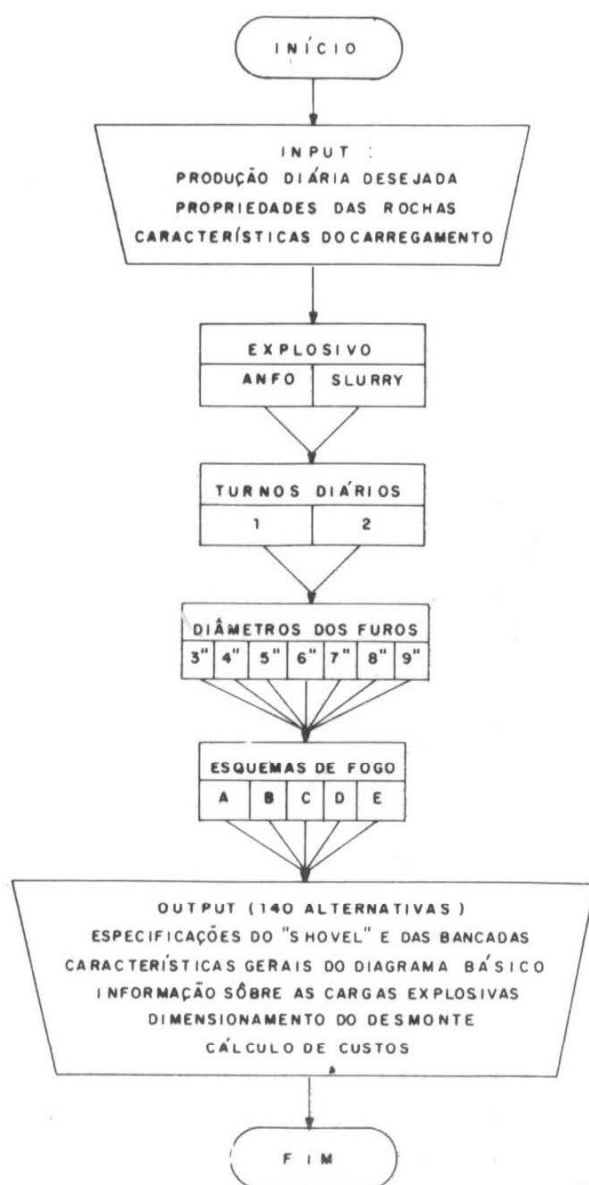 INÍCIO
INPUT :
PRODUÇÃO DIÁRIA DESEJADA
PROPRIEDADES DAS ROCHAS
CARACTERÍSTICAS DO CARREGAMENTO
EXPLOSIVO
ANFO SLURRY
TURNOS DIÁRIOS
1 2
DIÂMETROS DOS FUROS
3" 4" 5" 6" 7" 8" 9"
ESQUEMAS DE FOGO
A B C D E
OUTPUT (140 ALTERNATIVAS)
ESPECIFICAÇÕES DO "SHOVEL" E DAS BANCADAS
CARACTERÍSTICAS GERAIS DO DIAGRAMA BÁSICO
INFORMAÇÃO SÔBRE AS CARGAS EXPLOSIVAS
DIMENSIONAMENTO DO DESMONTE
CÁLCULO DE CUSTOS
FIM